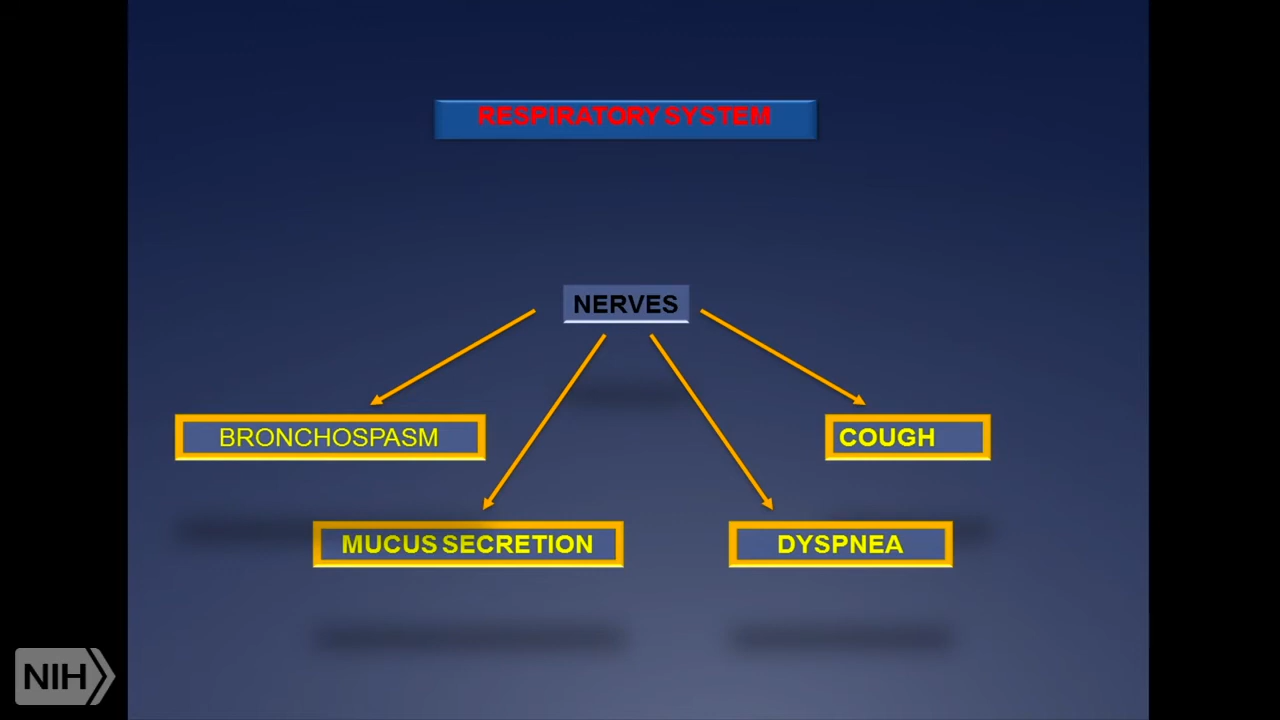 RESPIRATORY SYSTEM
NERVES
BRONCHOSPASM
COUGH
MUCUS SECRETION
DYSPNEA
NIH